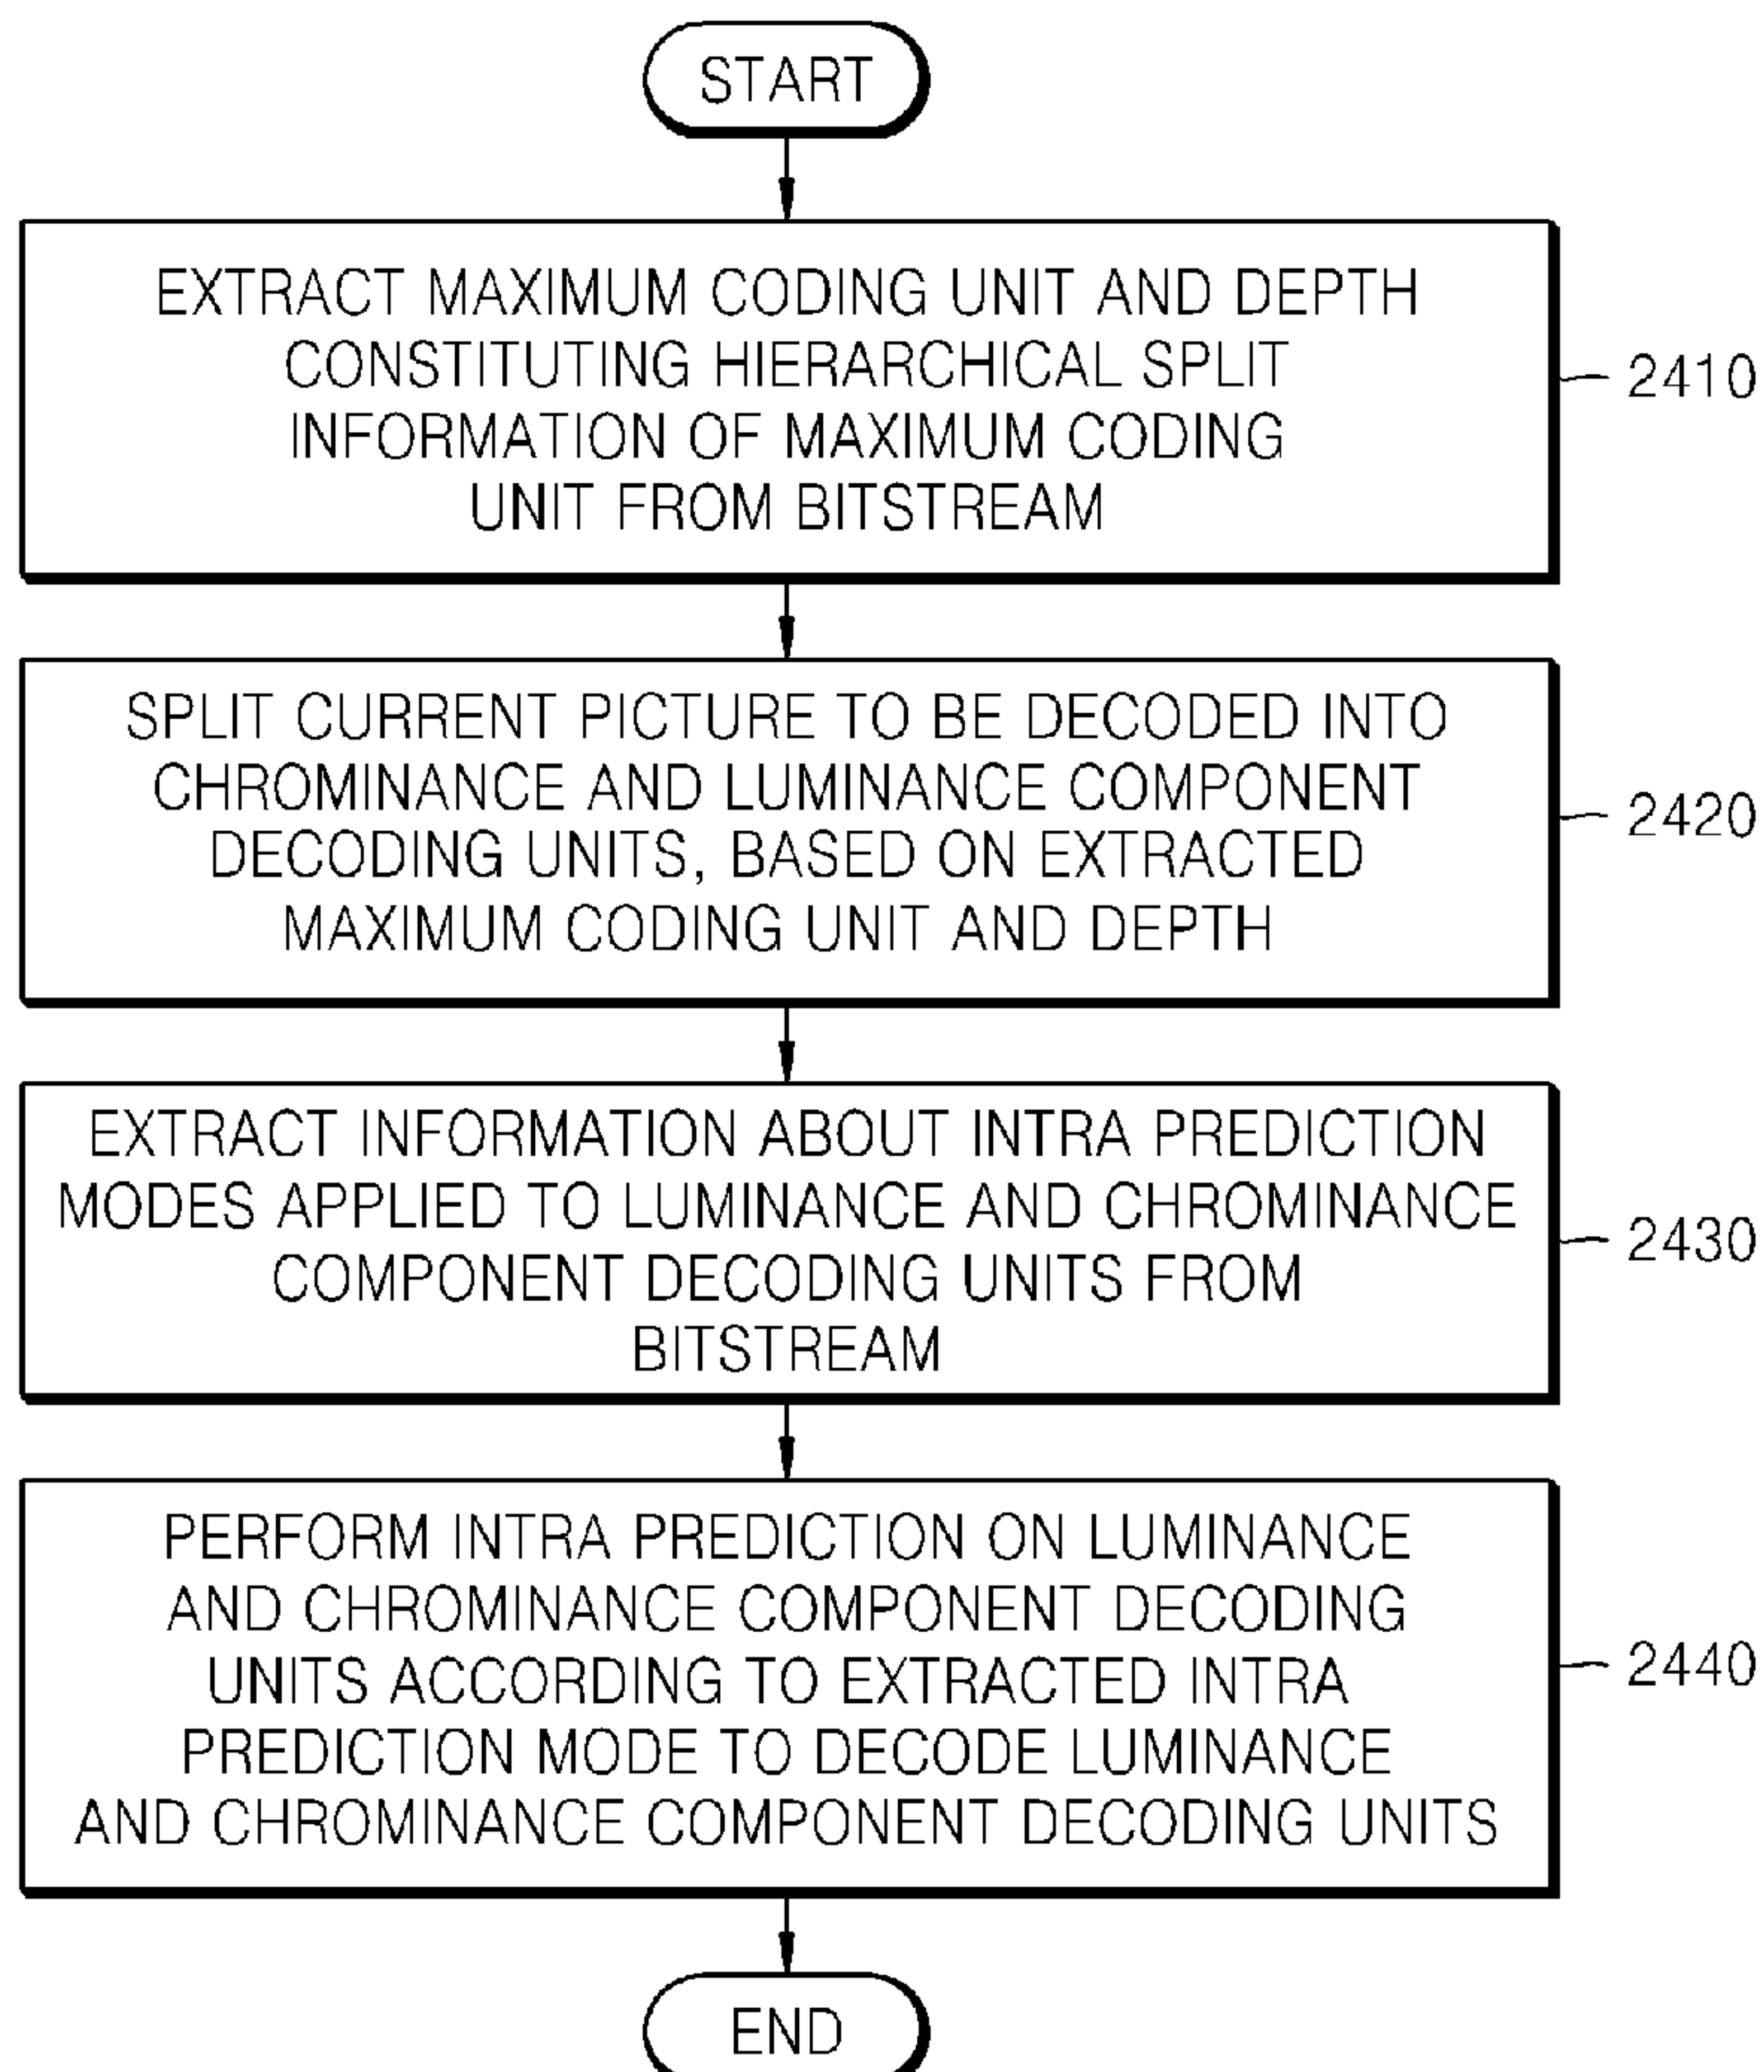 START
EXTRACT MAXIMUM CODING UNIT AND DEPTH
CONSTITUTING HIERARCHICAL SPLIT
INFORMATION OF MAXIMUM CODING
UNIT FROM BITSTREAM
2410
SPLIT CURRENT PICTURE TO BE DECODED INTO
CHROMINANCE AND LUMINANCE COMPONENT
DECODING UNITS, BASED ON EXTRACTED
MAXIMUM CODING UNIT AND DEPTH
2420
EXTRACT INFORMATION ABOUT INTRA PREDICTION
MODES APPLIED TO LUMINANCE AND CHROMINANCE
COMPONENT DECODING UNITS FROM
BITSTREAM
2430
PERFORM INTRA PREDICTION ON LUMINANCE
AND CHROMINANCE COMPONENT DECODING
UNITS ACCORDING TO EXTRACTED INTRA
PREDICTION MODE TO DECODE LUMINANCE
AND CHROMINANCE COMPONENT DECODING UNITS
2440
END